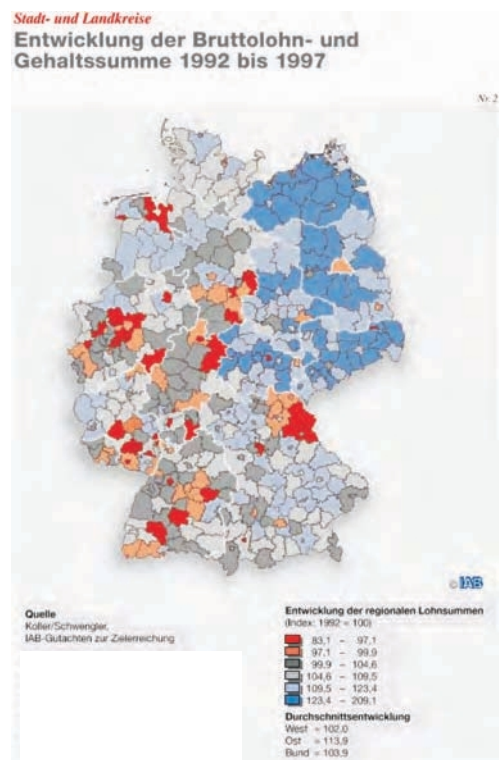 Stadt- und Landkreise
Entwicklung der Bruttolohn- und
Gehaltssumme 1992 bis 1997
Nr. 2
© IAB
Quelle
Koller/Schwengler,
IAB-Gutachten zur Zielerreichung
Entwicklung der regionalen Lohnsummen
(Index: 1992 = 100)
83,1 – 97,1
97,1 – 99,9
99,9 – 104,6
104,6 – 109,5
109,5 – 123,4
123,4 – 209,1
Durchschnittsentwicklung
West = 102,0
Ost = 113,9
Bund = 103,9